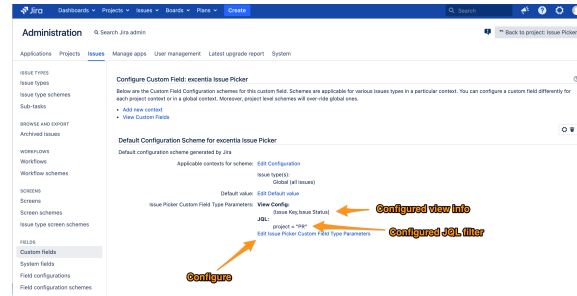 Jira Dashboards Projects Issues Boards Plans Create Search
Administration Search Jira admin Back to project: Issue Picker
Applications Projects Issues Manage apps User management Latest upgrade report System
ISSUE TYPES
Issue types
Issue type schemes
Sub-tasks
BROWSE AND EXPORT
Archived issues
WORKFLOWS
Workflows
Workflow schemes
SCREENS
Screens
Screen schemes
Issue type screen schemes
FIELDS
Custom fields
System fields
Field configurations
Field configuration schemes
Configure Custom Field: excentia Issue Picker
Below are the Custom Field Configuration schemes for this custom field. Schemes are applicable for various issues types in a particular context. You can configure a custom field differently for
each project context or in a global context. Moreover, project level schemes will over-ride global ones.
• Add new context
• View Custom Fields
Default Configuration Scheme for excentia Issue Picker
Default configuration scheme generated by Jira
Applicable contexts for scheme: Edit Configuration
Issue type(s):
Global (all issues)
Default value: Edit Default value
Issue Picker Custom Field Type Parameters: View Config:
(Issue Key,Issue Status)
Configured view info
JQL:
project = "PR"
Configured JQL filter
Edit Issue Picker Custom Field Type Parameters
Configure